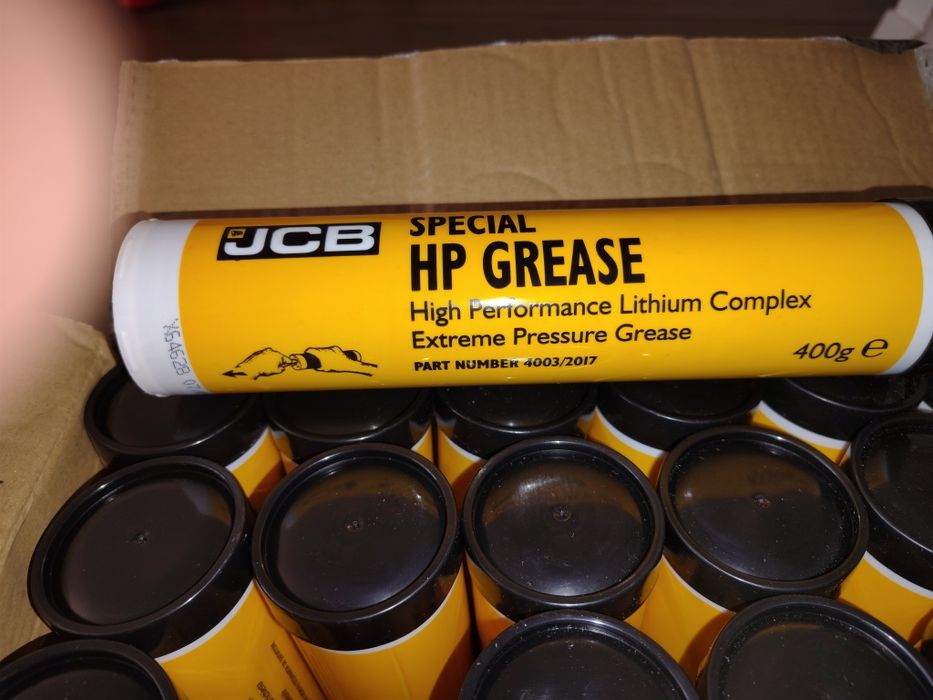 JCB
SPECIAL
HP GREASE
High Performance Lithium Complex
Extreme Pressure Grease
PART NUMBER 4003/2017
400g e